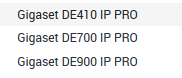 Gigaset DE410 IP PRO
Gigaset DE700 IP PRO
Gigaset DE900 IP PRO